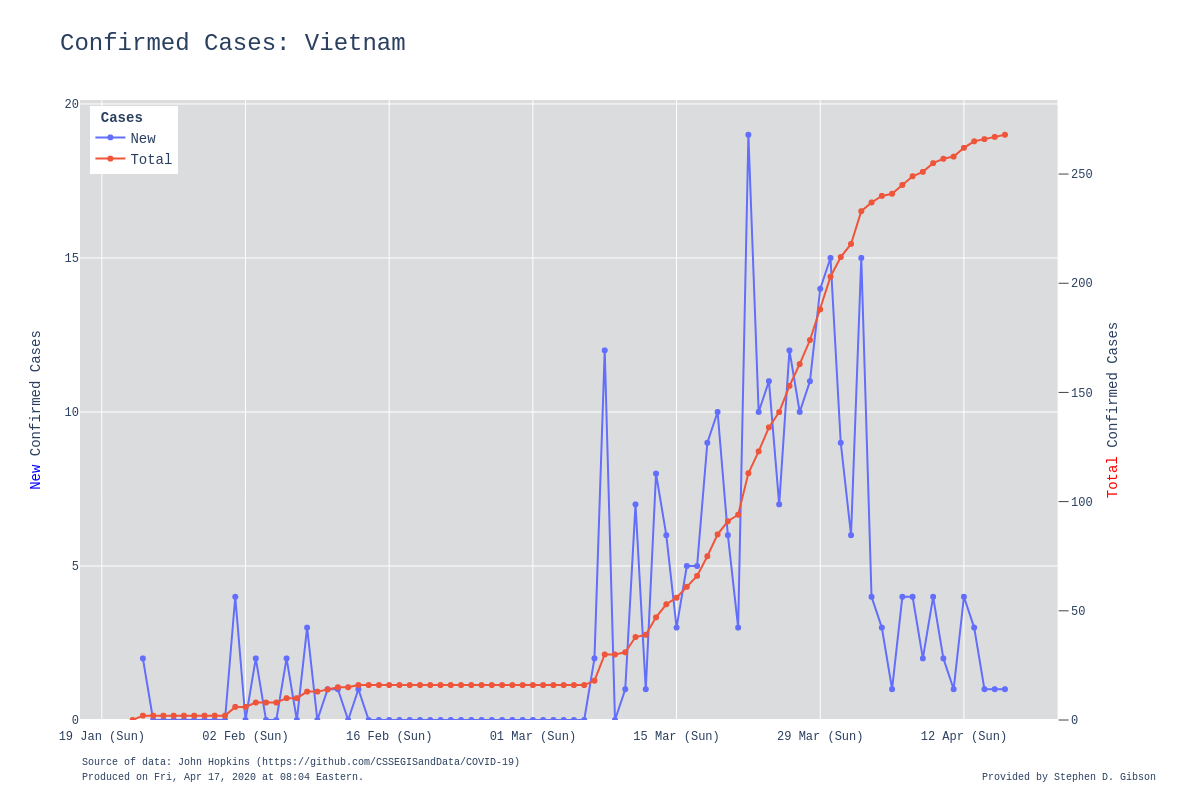 Confirmed Cases: Vietnam
Cases
New
Total
20
15
10
5
0
250
200
150
100
50
0
New Confirmed Cases
Total Confirmed Cases
19 Jan (Sun) 02 Feb (Sun) 16 Feb (Sun) 01 Mar (Sun) 15 Mar (Sun) 29 Mar (Sun) 12 Apr (Sun)
Source of data: John Hopkins (https://github.com/CSSEGISandData/COVID-19)
Produced on Fri, Apr 17, 2020 at 08:04 Eastern.
Provided by Stephen D. Gibson